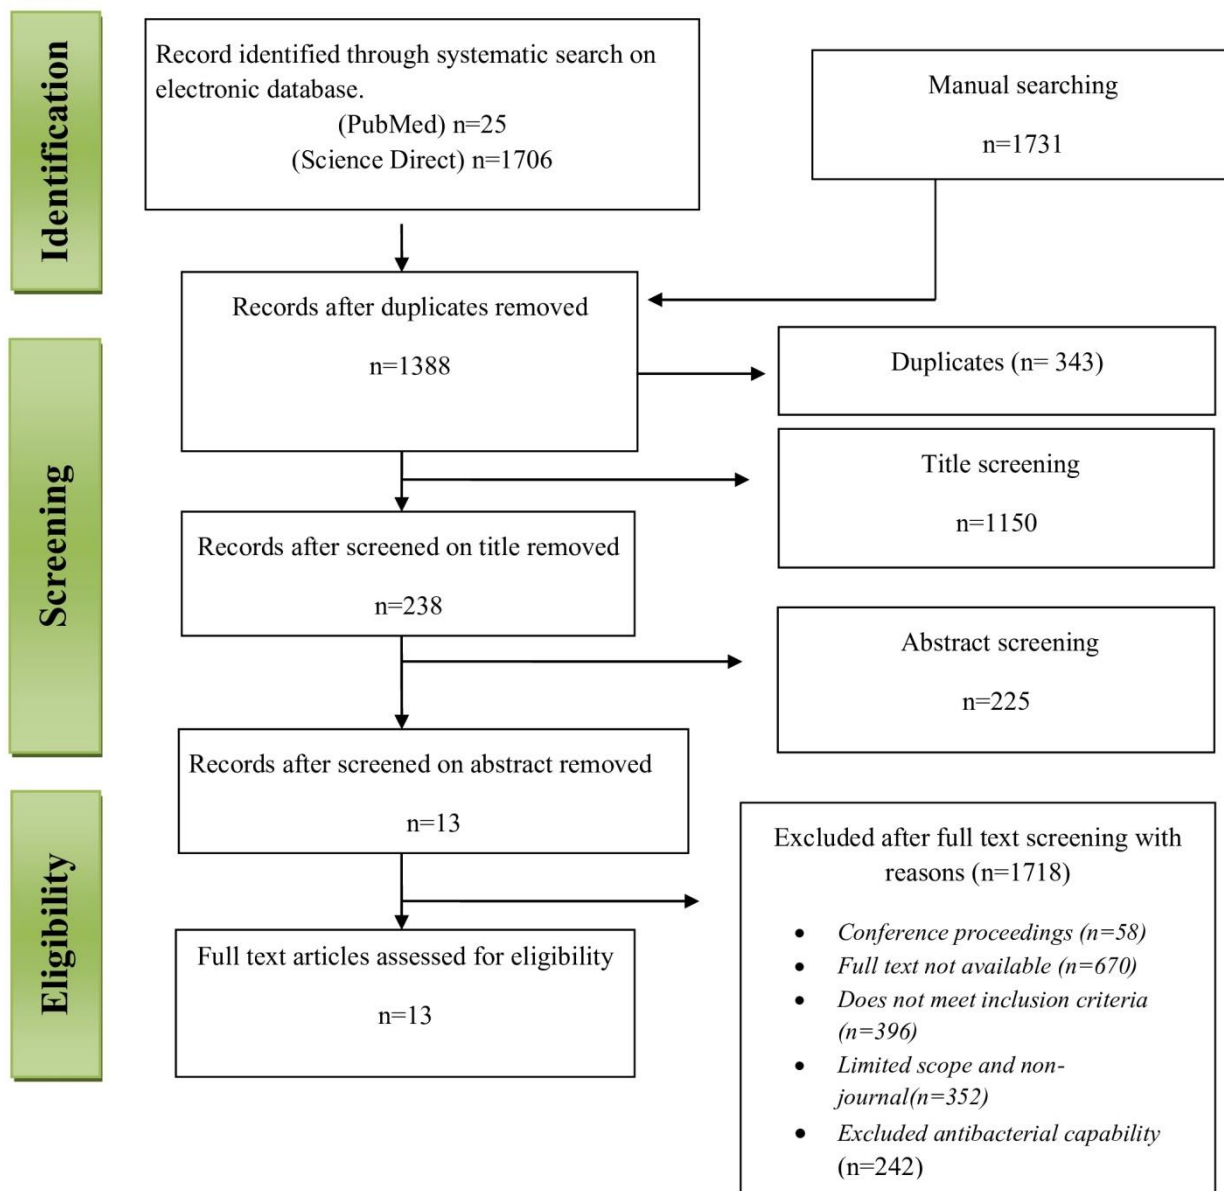 Identification
Record identified through systematic search on
electronic database.
(PubMed) n=25
(Science Direct) n=1706
Manual searching
n=1731
Records after duplicates removed
n=1388
Duplicates (n= 343)
Screening
Title screening
n=1150
Records after screened on title removed
n=238
Abstract screening
n=225
Records after screened on abstract removed
n=13
Eligibility
Excluded after full text screening with
reasons (n=1718)
• Conference proceedings (n=58)
• Full text not available (n=670)
• Does not meet inclusion criteria
(n=396)
• Limited scope and non-
journal(n=352)
• Excluded antibacterial capability
(n=242)
Full text articles assessed for eligibility
n=13